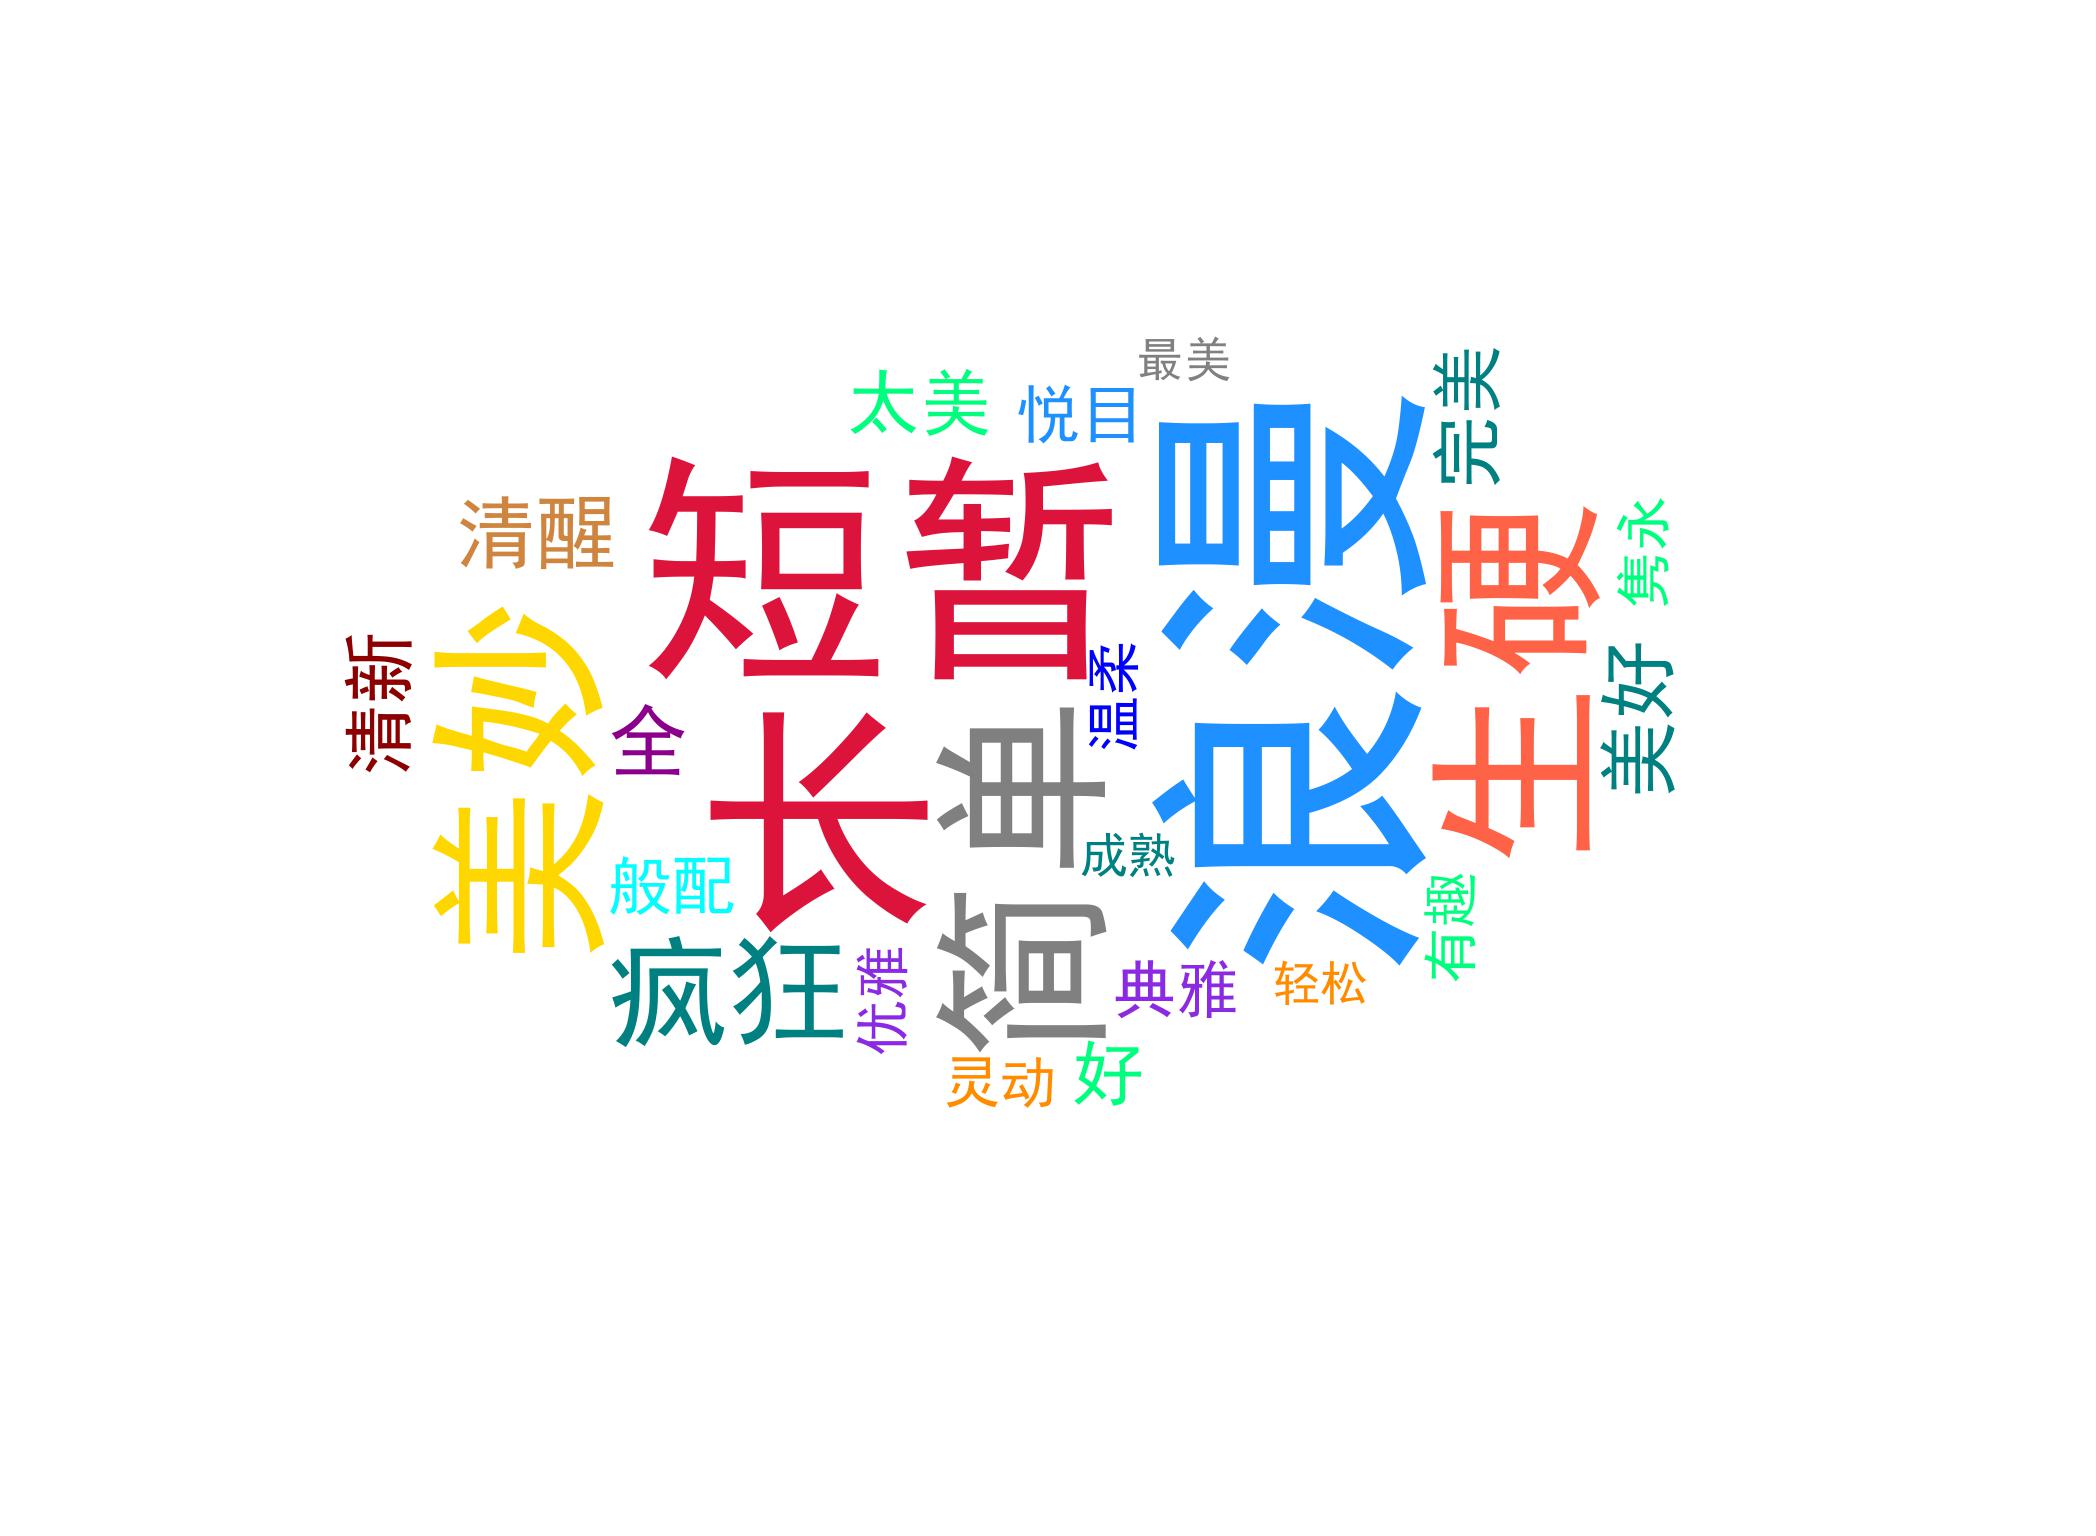 最美
太美
悦目
完美
浪漫
短暂
清醒
隽永
硬
生
美妙
清新
温柔
美好
全
长
简单
成熟
般配
有趣
疯狂
优雅
典雅
轻松
灵动
好